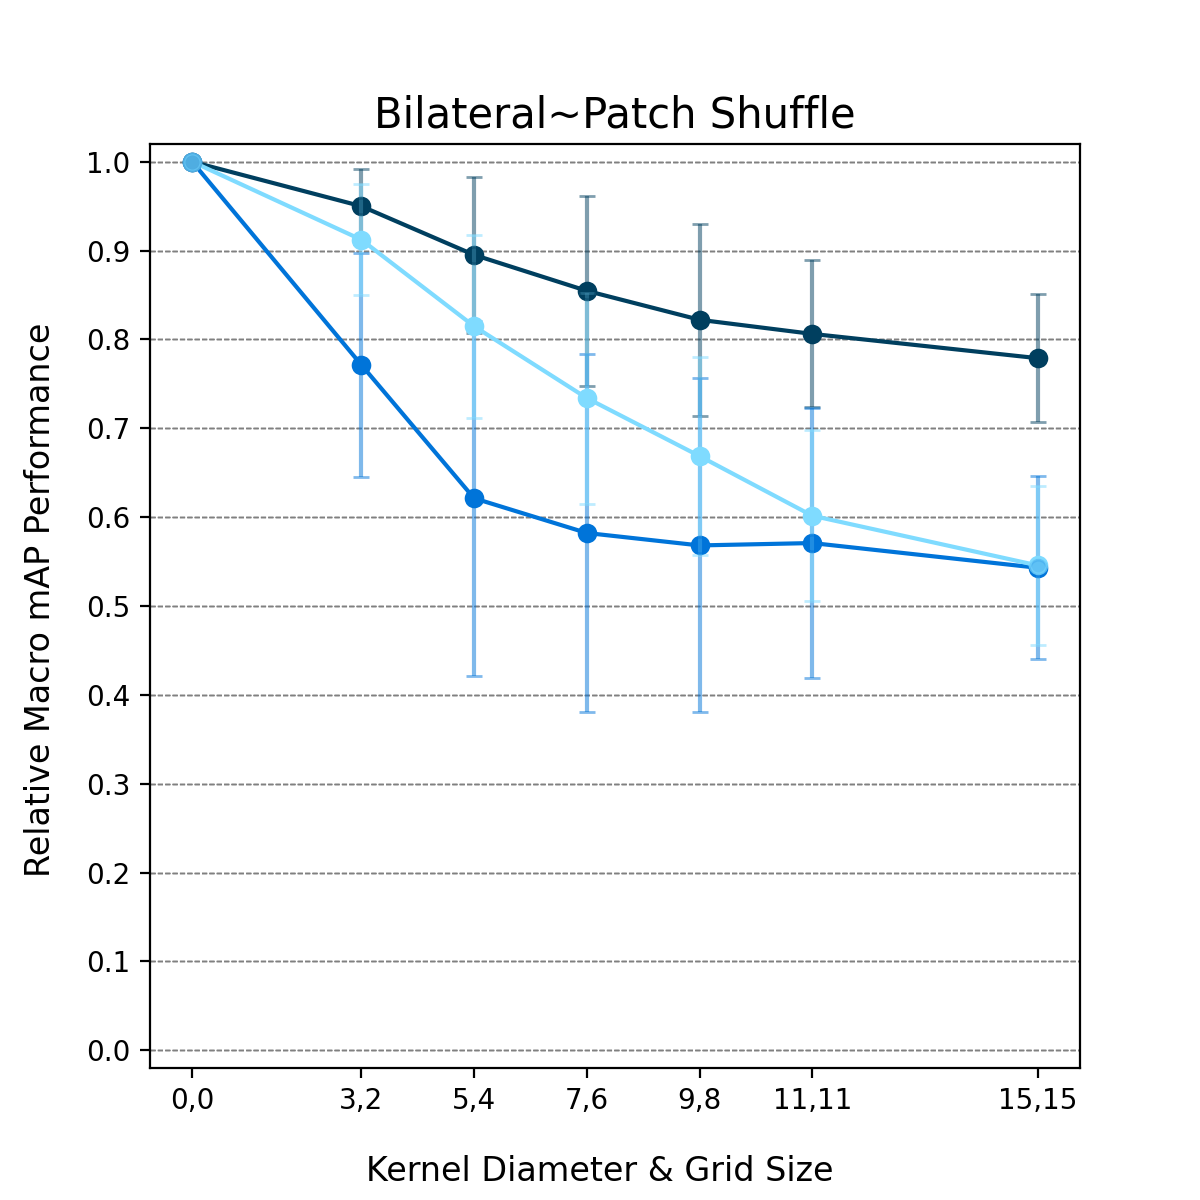 Bilateral~Patch Shuffle
Relative Macro mAP Performance
1.0
0.9
0.8
0.7
0.6
0.5
0.4
0.3
0.2
0.1
0.0
0,0 3,2 5,4 7,6 9,8 11,11 15,15
Kernel Diameter & Grid Size